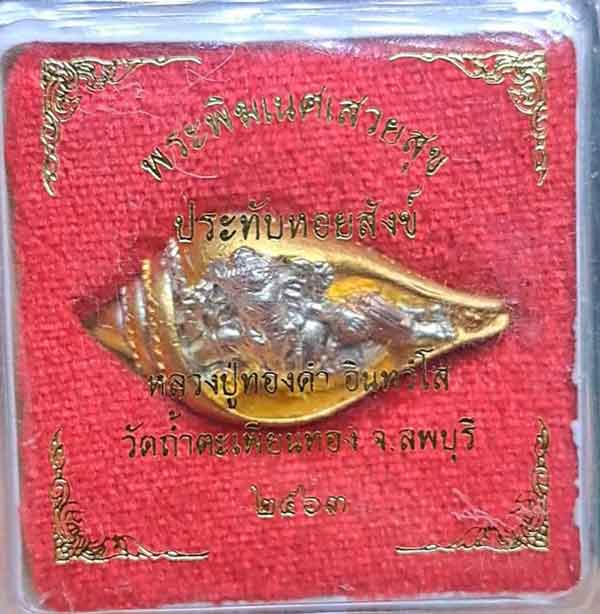 พระพิฆเนศเสวยสุข
ประทับหอยสังข์
หลวงปู่ทองดำ อินทวํโส
วัดถ้ำตะเพียนทอง จ.ลพบุรี
๒๕๖๓